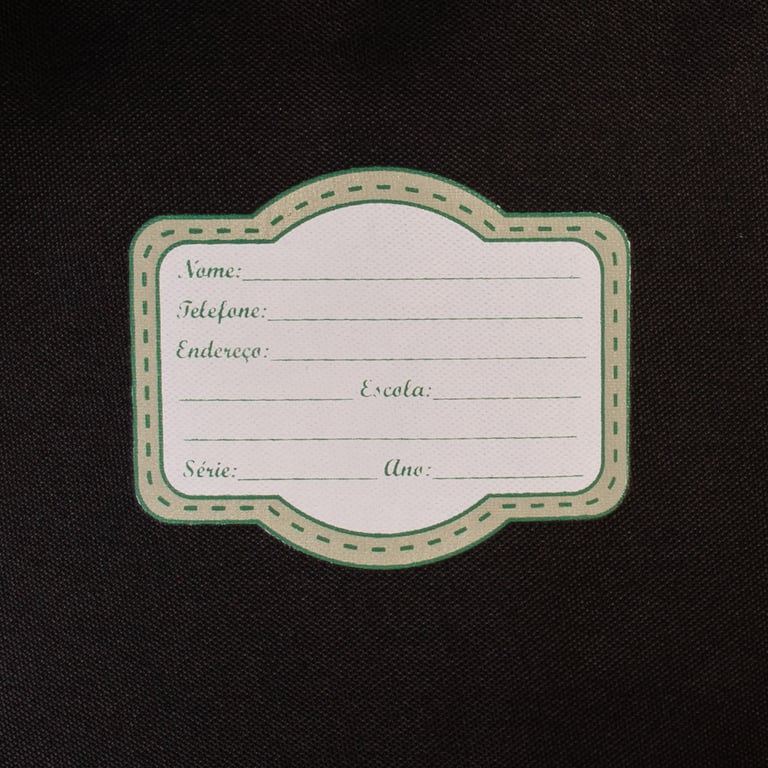 Nome:
Telefone:
Endereço:
Escola:
Série: Ano: